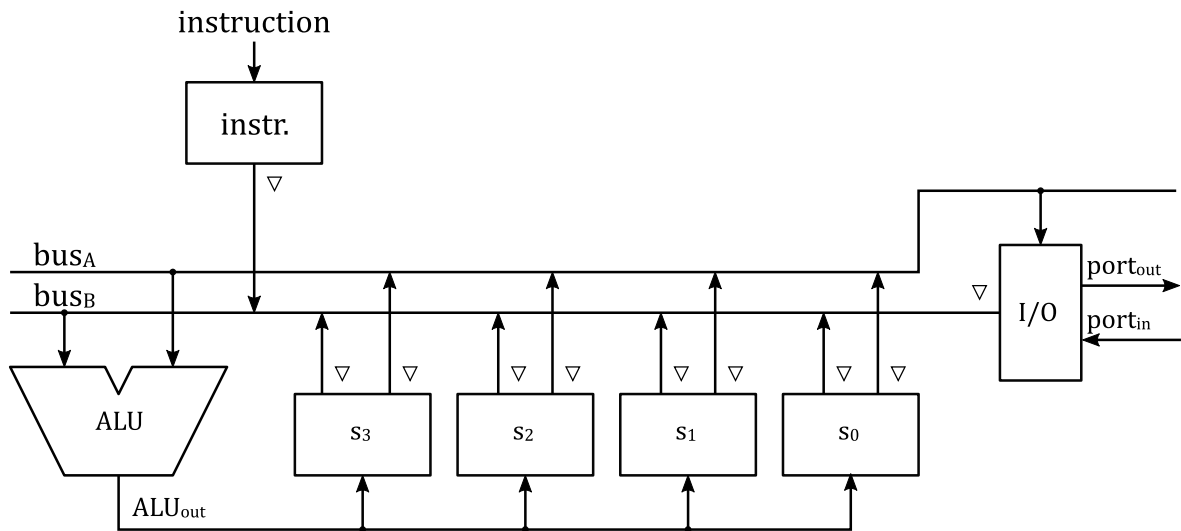 instruction
instr.
busA
busB
portout
I/O
portin
ALU
s3
s2
s1
s0
ALUout